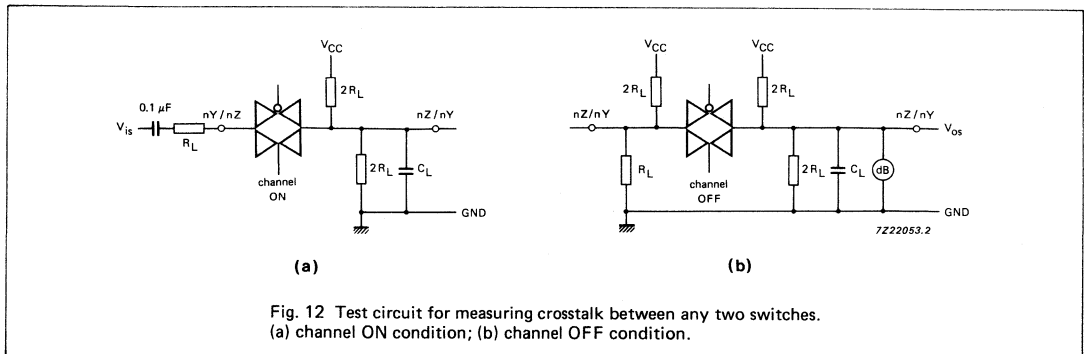 V_CC
2R_L
0.1 µF
V_is
R_L
nY/nZ
nZ/nY
channel
ON
2R_L
C_L
GND
(a)
V_CC
V_CC
2R_L
2R_L
nZ/nY
nZ/nY
V_os
R_L
channel
OFF
2R_L
C_L
dB
GND
7Z22053.2
(b)
Fig. 12 Test circuit for measuring crosstalk between any two switches.
(a) channel ON condition; (b) channel OFF condition.